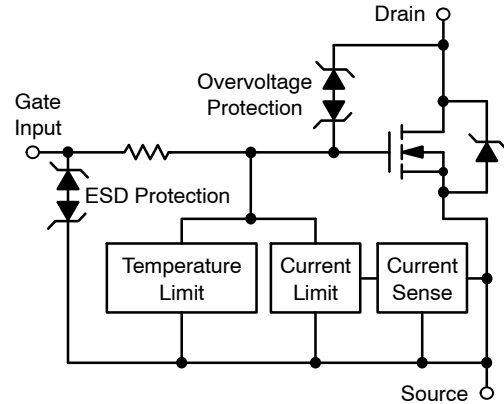 Drain
Overvoltage
Protection
Gate
Input
ESD Protection
Temperature
Limit
Current
Limit
Current
Sense
Source